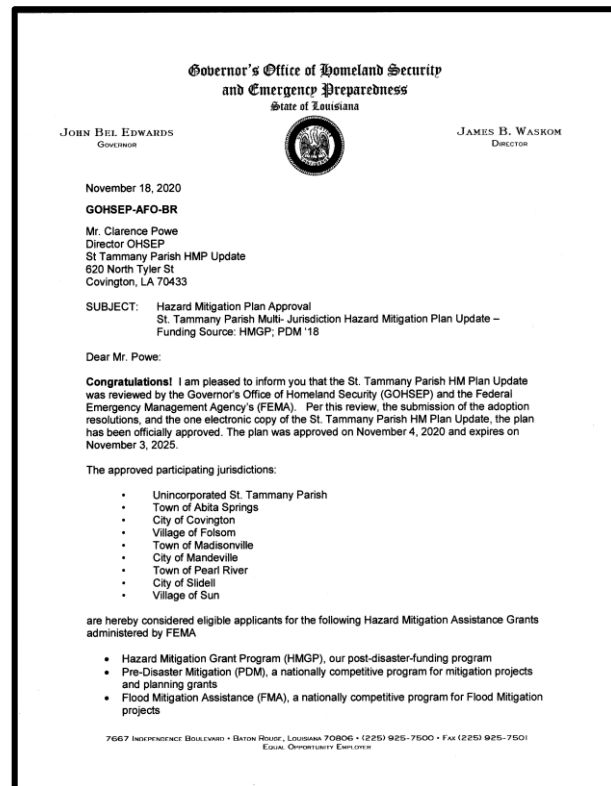 Governor's Office of Homeland Security
and Emergency Preparedness
State of Louisiana
JOHN BEL EDWARDS
GOVERNOR
JAMES B. WASKOM
DIRECTOR
November 18, 2020
GOHSEP-AFO-BR
Mr. Clarence Powe
Director OHSEP
St Tammany Parish HMP Update
620 North Tyler St
Covington, LA 70433
SUBJECT: Hazard Mitigation Plan Approval
St. Tammany Parish Multi- Jurisdiction Hazard Mitigation Plan Update –
Funding Source: HMGP; PDM '18
Dear Mr. Powe:
Congratulations! I am pleased to inform you that the St. Tammany Parish HM Plan Update
was reviewed by the Governor's Office of Homeland Security (GOHSEP) and the Federal
Emergency Management Agency's (FEMA). Per this review, the submission of the adoption
resolutions, and the one electronic copy of the St. Tammany Parish HM Plan Update, the plan
has been officially approved. The plan was approved on November 4, 2020 and expires on
November 3, 2025.
The approved participating jurisdictions:
• Unincorporated St. Tammany Parish
• Town of Abita Springs
• City of Covington
• Village of Folsom
• Town of Madisonville
• City of Mandeville
• Town of Pearl River
• City of Slidell
• Village of Sun
are hereby considered eligible applicants for the following Hazard Mitigation Assistance Grants
administered by FEMA
• Hazard Mitigation Grant Program (HMGP), our post-disaster-funding program
• Pre-Disaster Mitigation (PDM), a nationally competitive program for mitigation projects
and planning grants
• Flood Mitigation Assistance (FMA), a nationally competitive program for Flood Mitigation
projects
7667 INDEPENDENCE BOULEVARD • BATON ROUGE, LOUISIANA 70806 • (225) 925-7500 • FAX (225) 925-7501
EQUAL OPPORTUNITY EMPLOYER